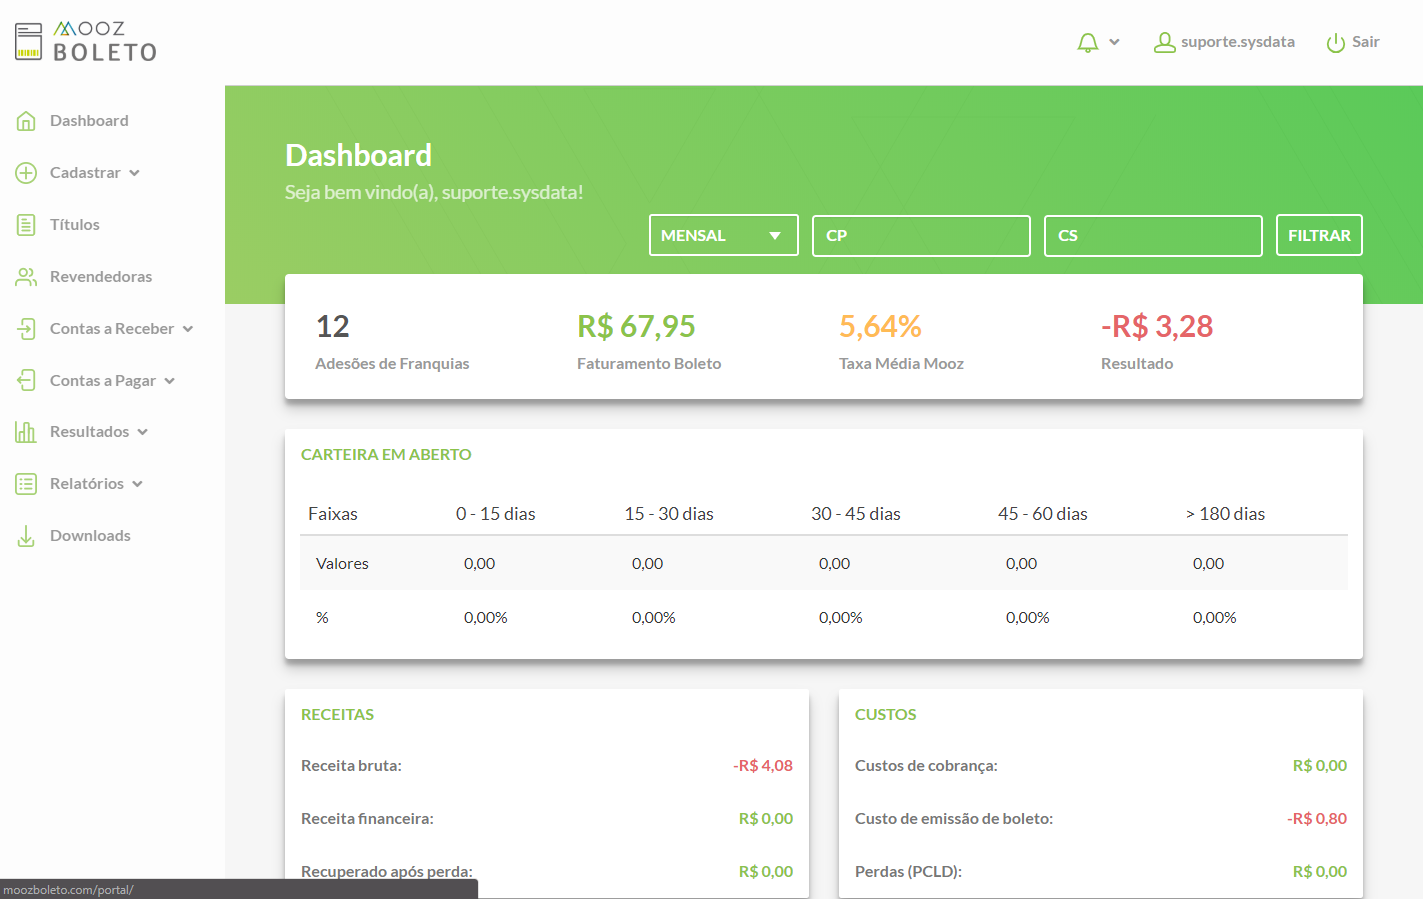 MOOZ
BOLETO
suporte.sysdata
Sair
Dashboard
Cadastrar
Títulos
Revendedoras
Contas a Receber
Contas a Pagar
Resultados
Relatórios
Downloads
Dashboard
Seja bem vindo(a), suporte.sysdata!
MENSAL CP CS FILTRAR
12 R$ 67,95 5,64% -R$ 3,28
Adesões de Franquias Faturamento Boleto Taxa Média Mooz Resultado
CARTEIRA EM ABERTO
Faixas 0 - 15 dias 15 - 30 dias 30 - 45 dias 45 - 60 dias > 180 dias
Valores 0,00 0,00 0,00 0,00 0,00
% 0,00% 0,00% 0,00% 0,00% 0,00%
RECEITAS
Receita bruta: -R$ 4,08
Receita financeira: R$ 0,00
Recuperado após perda: R$ 0,00
CUSTOS
Custos de cobrança: R$ 0,00
Custo de emissão de boleto: -R$ 0,80
Perdas (PCLD): R$ 0,00
moozboleto.com/portal/